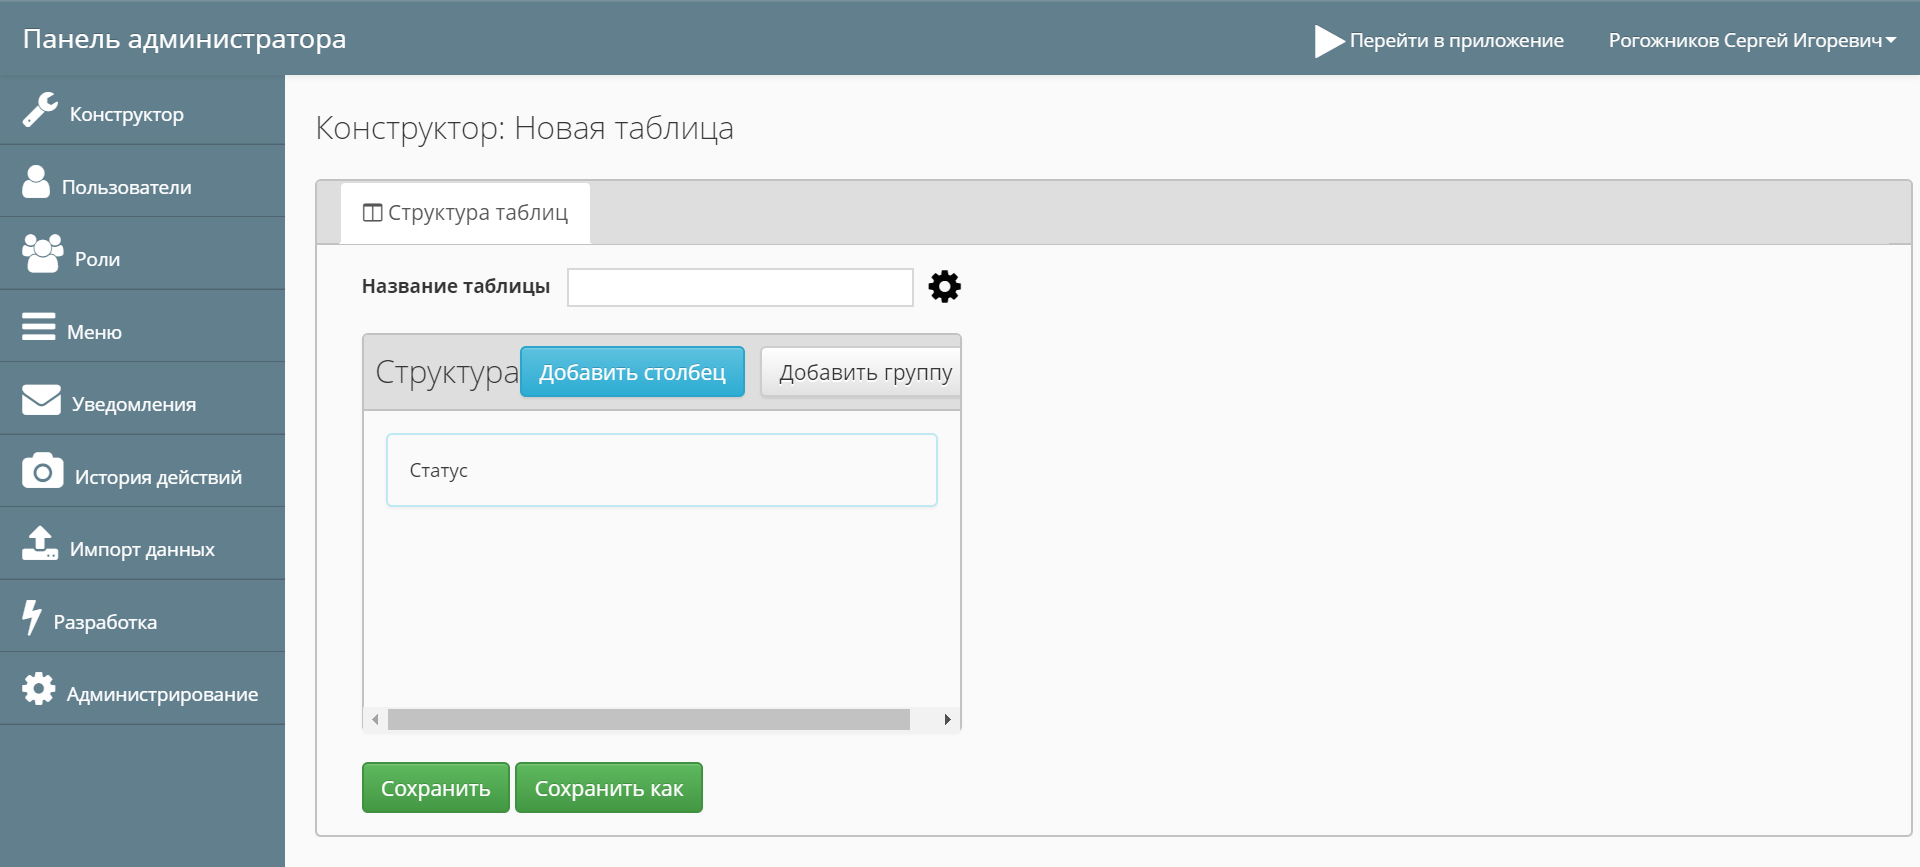 Панель администратора
Перейти в приложение
Рогожников Сергей Игоревич
Конструктор
Пользователи
Роли
Меню
Уведомления
История действий
Импорт данных
Разработка
Администрирование
Конструктор: Новая таблица
Структура таблиц
Название таблицы
Структура
Добавить столбец
Добавить группу
Статус
Сохранить
Сохранить как